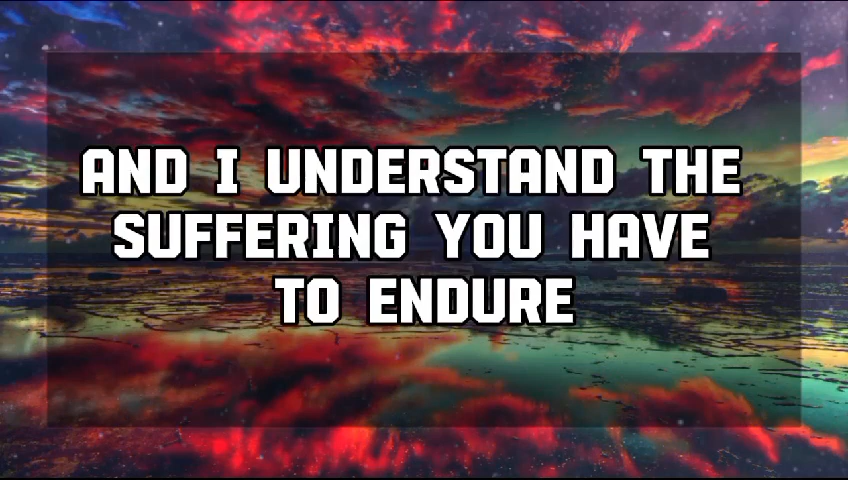 AND I UNDERSTAND THE
SUFFERING YOU HAVE
TO ENDURE